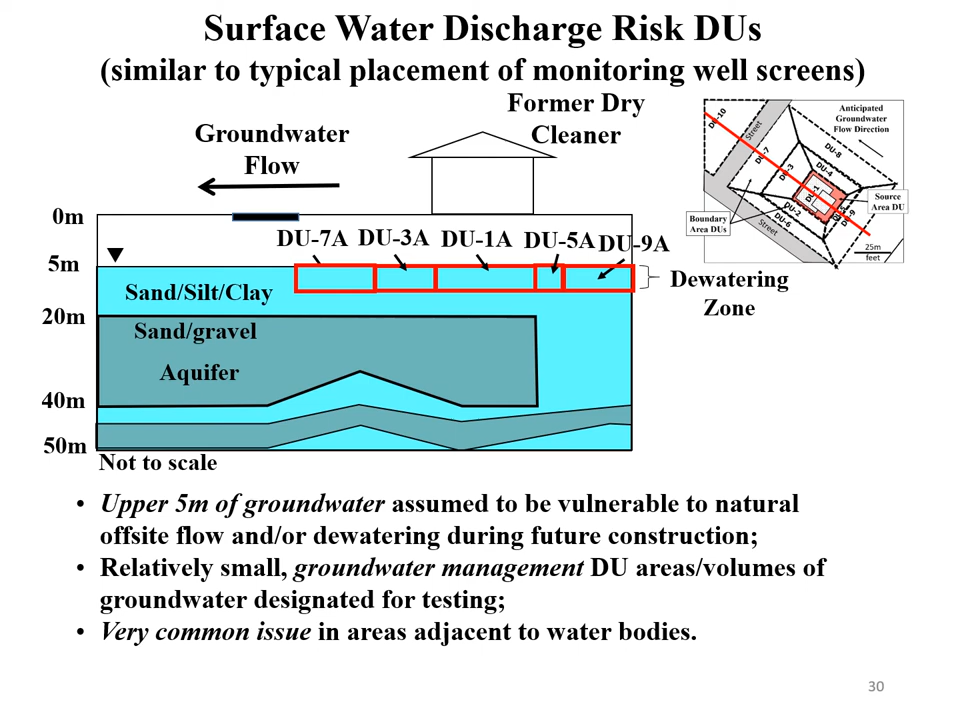 Surface Water Discharge Risk DUs
(similar to typical placement of monitoring well screens)
Former Dry
Cleaner
Groundwater
Flow
Anticipated
Groundwater
Flow Direction
DU-10
Street
DU-7
DU-8
DU-3
DU-4
DU-1
DU-2
DU-6
DU-9
Source
Area DU
Boundary
Area DUs
Street
25m
feet
0m
DU-7A DU-3A DU-1A DU-5A DU-9A
5m
Dewatering
Zone
Sand/Silt/Clay
20m
Sand/gravel
Aquifer
40m
50m
Not to scale
• Upper 5m of groundwater assumed to be vulnerable to natural
offsite flow and/or dewatering during future construction;
• Relatively small, groundwater management DU areas/volumes of
groundwater designated for testing;
• Very common issue in areas adjacent to water bodies.
30